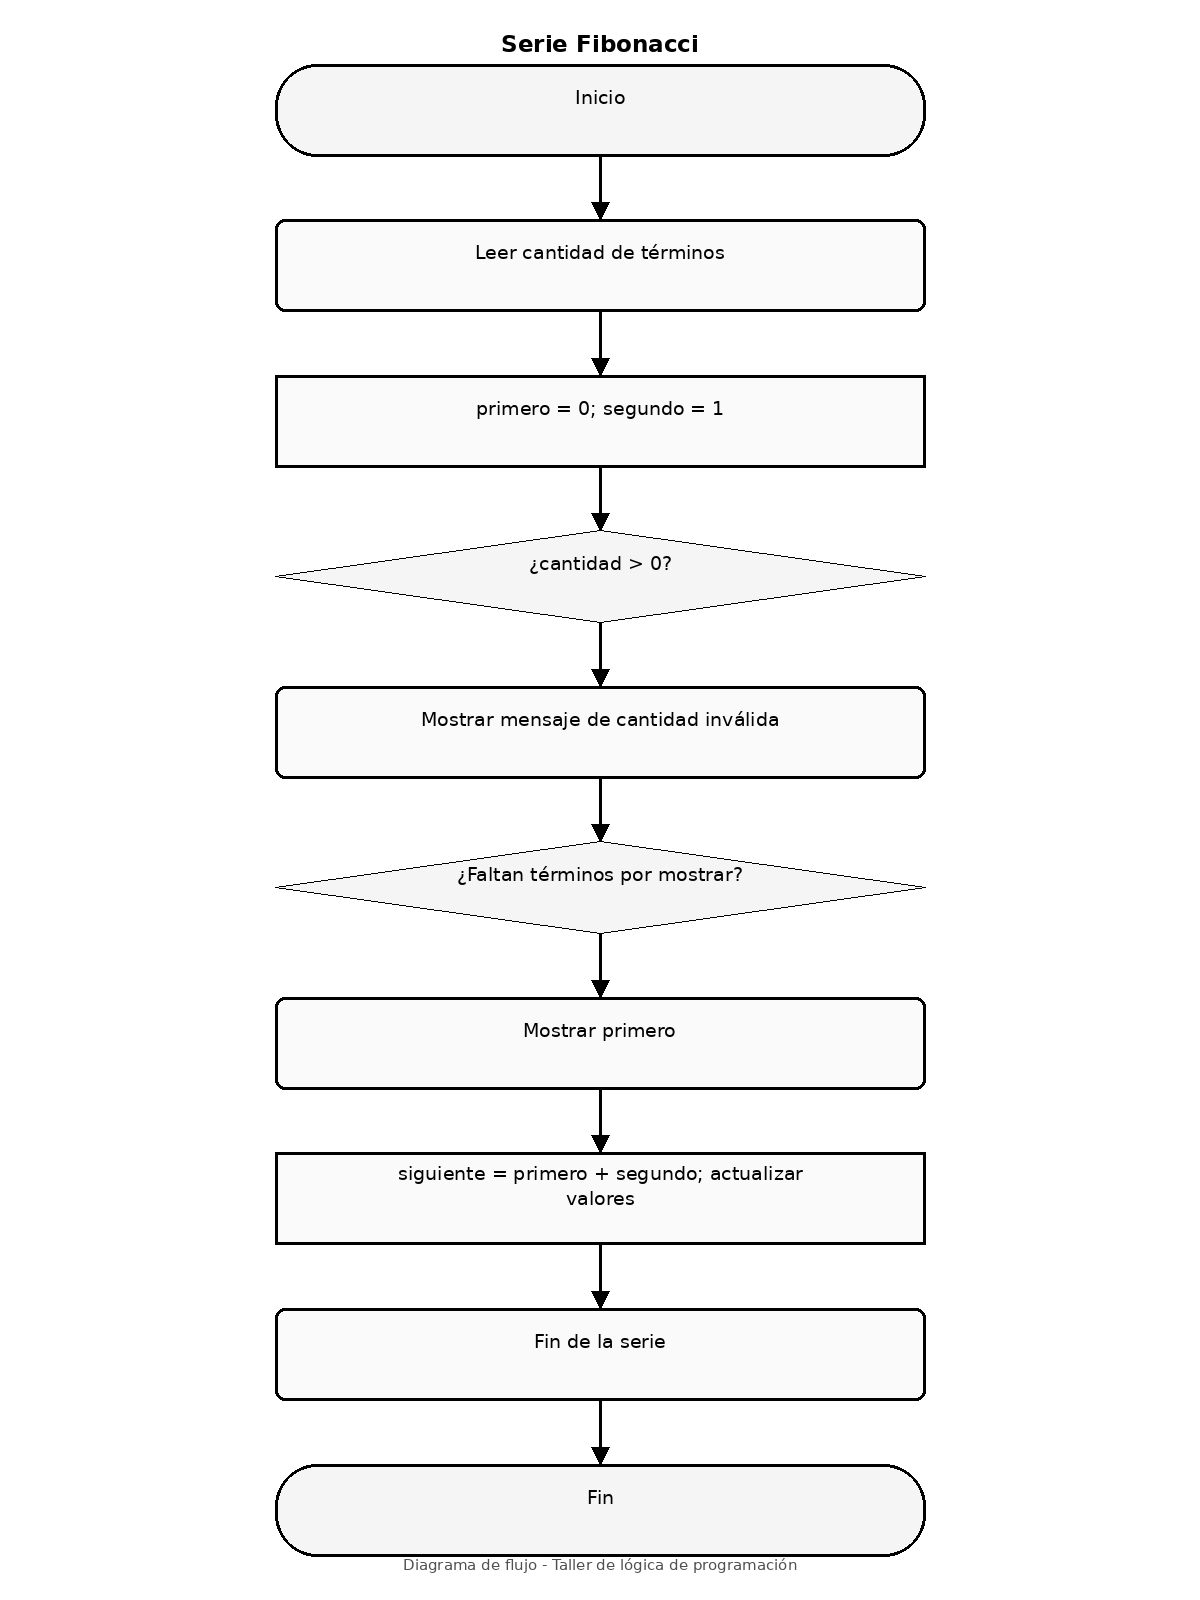 Serie Fibonacci
Inicio
Leer cantidad de términos
primero = 0; segundo = 1
¿cantidad > 0?
Mostrar mensaje de cantidad inválida
¿Faltan términos por mostrar?
Mostrar primero
siguiente = primero + segundo; actualizar
valores
Fin de la serie
Fin
Diagrama de flujo - Taller de lógica de programación